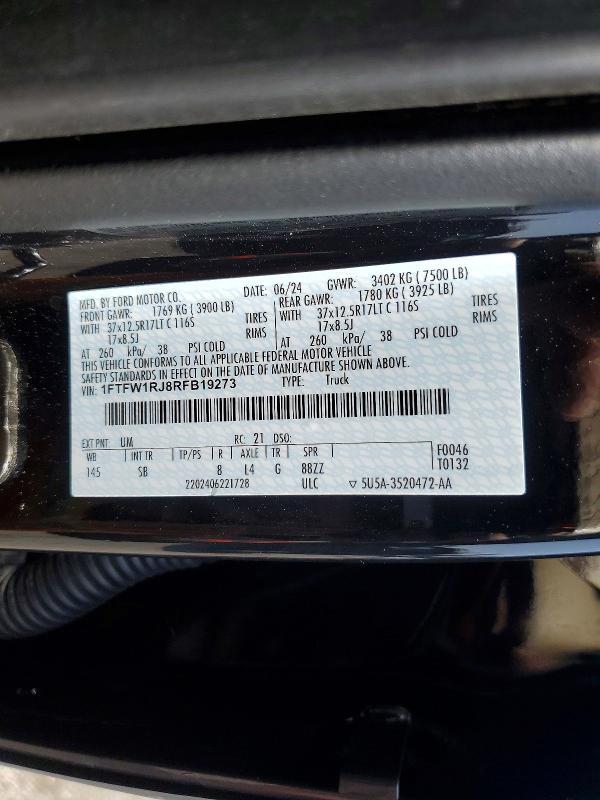 MFD. BY FORD MOTOR CO. DATE: 06/24 GVWR: 3402 KG ( 7500 LB)
FRONT GAWR: 1769 KG ( 3900 LB) REAR GAWR: 1780 KG ( 3925 LB)
WITH 37x12.5R17LT C 116S TIRES WITH 37x12.5R17LT C 116S TIRES
17x8.5J RIMS 17x8.5J RIMS
AT 260 kPa/ 38 PSI COLD AT 260 kPa/ 38 PSI COLD
THIS VEHICLE CONFORMS TO ALL APPLICABLE FEDERAL MOTOR VEHICLE
SAFETY STANDARDS IN EFFECT ON THE DATE OF MANUFACTURE SHOWN ABOVE.
VIN: 1FTFW1RJ8RFB19273 TYPE: Truck
EXT PNT: UM RC: 21 DSO:
WB INT TR TP/PS R AXLE TR SPR F0046
145 SB 8 L4 G 88ZZ T0132
2202406221728 ULC ▽ 5U5A-3520472-AA